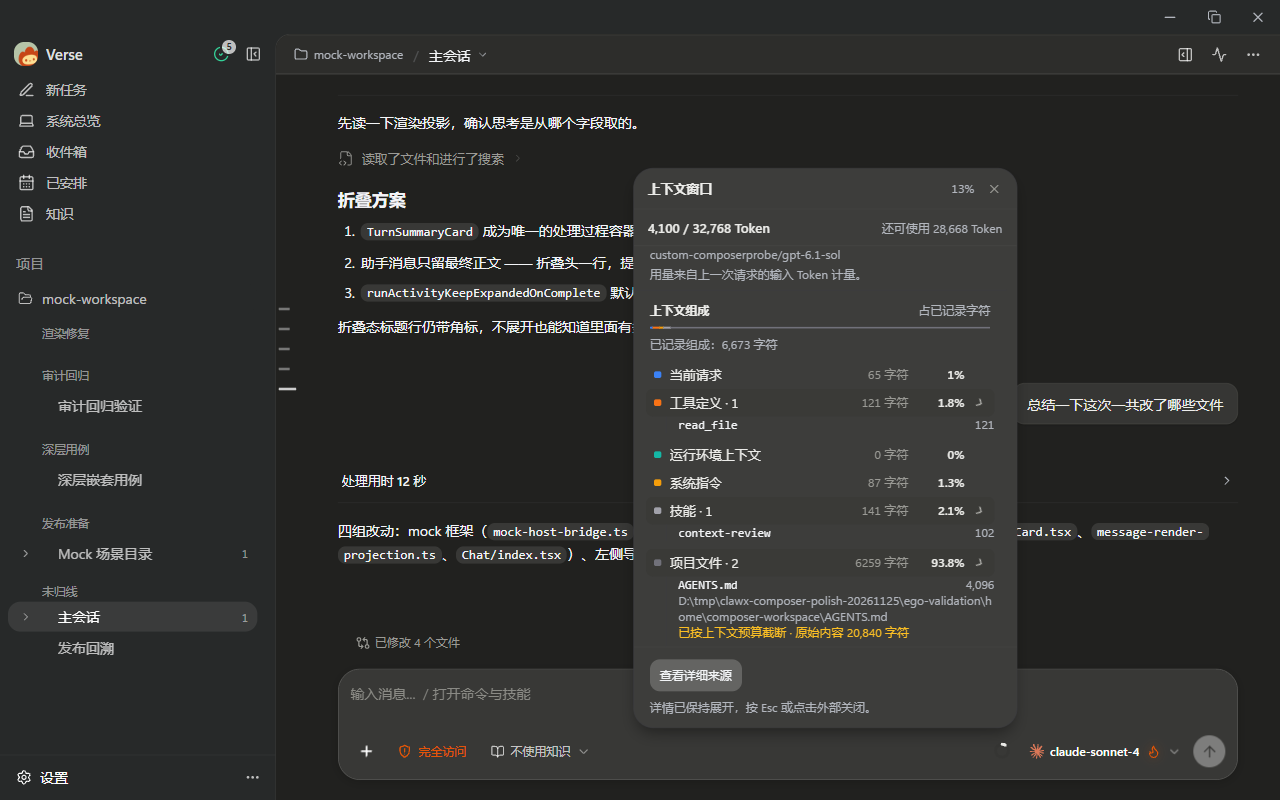 Verse
5
新任务
系统总览
收件箱
已安排
知识
项目
mock-workspace
渲染修复
审计回归
审计回归验证
深层用例
深层嵌套用例
发布准备
Mock 场景目录 1
未归线
主会话 1
发布回溯
设置
mock-workspace / 主会话
先读一下渲染投影，确认思考是从哪个字段取的。
读取了文件和进行了搜索
折叠方案
1. TurnSummaryCard 成为唯一的处理过程容器
2. 助手消息只留最终正文 —— 折叠头一行，提
3. runActivityKeepExpandedOnComplete 默认
折叠态标题行仍带角标，不展开也能知道里面有
总结一下这次一共改了哪些文件
处理用时 12 秒
四组改动：mock 框架（ mock-host-bridge.ts
Card.tsx 、 message-render-
projection.ts 、 Chat/index.tsx ）、左侧导
已修改 4 个文件
输入消息... / 打开命令与技能
完全访问
不使用知识
claude-sonnet-4
上下文窗口 13%
4,100 / 32,768 Token 还可使用 28,668 Token
custom-composerprobe/gpt-6.1-sol
用量来自上一次请求的输入 Token 计量。
上下文组成 占已记录字符
已记录组成：6,673 字符
当前请求 65 字符 1%
工具定义 · 1 121 字符 1.8%
read_file 121
运行环境上下文 0 字符 0%
系统指令 87 字符 1.3%
技能 · 1 141 字符 2.1%
context-review 102
项目文件 · 2 6259 字符 93.8%
AGENTS.md 4,096
D:\tmp\clawx-composer-polish-20261125\ego-validation\h
ome\composer-workspace\AGENTS.md
已按上下文预算截断 · 原始内容 20,840 字符
查看详细来源
详情已保持展开，按 Esc 或点击外部关闭。